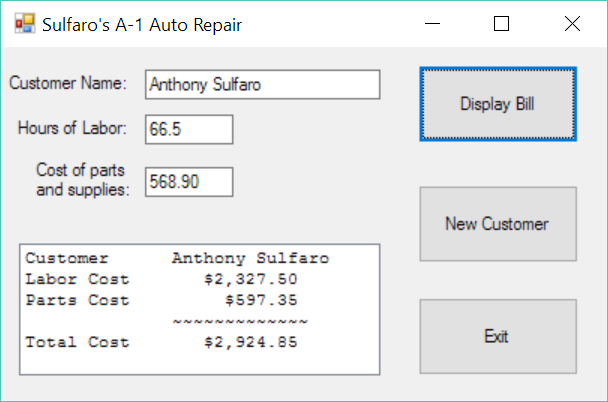 Sulfaro's A-1 Auto Repair
Customer Name: Anthony Sulfaro
Display Bill
Hours of Labor: 66.5
Cost of parts
and supplies: 568.90
New Customer
Customer Anthony Sulfaro
Labor Cost $2,327.50
Parts Cost $597.35
~~~~~~~~~~~~~
Total Cost $2,924.85
Exit